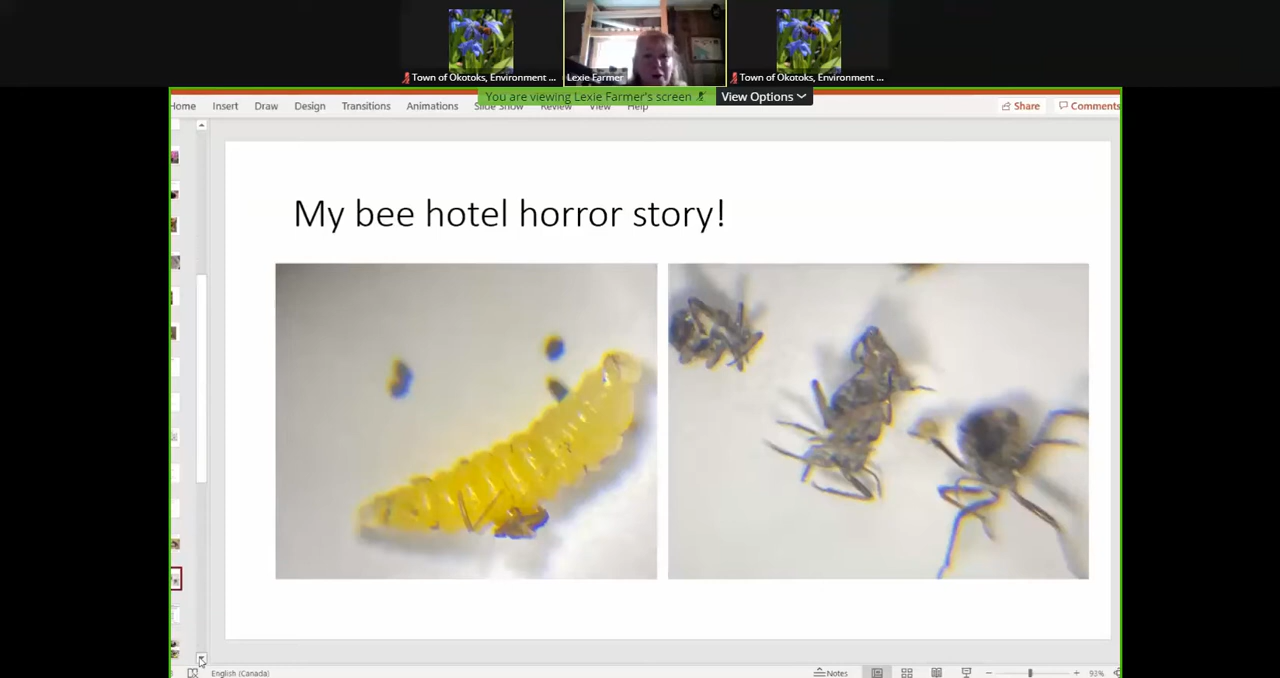 Town of Okotoks, Environment ...
Lexie Farmer
Town of Okotoks, Environment ...
You are viewing Lexie Farmer's screen
View Options
Home Insert Draw Design Transitions Animations Slide Show Review View Help
Share
Comments
My bee hotel horror story!
English (Canada)
Notes
93%